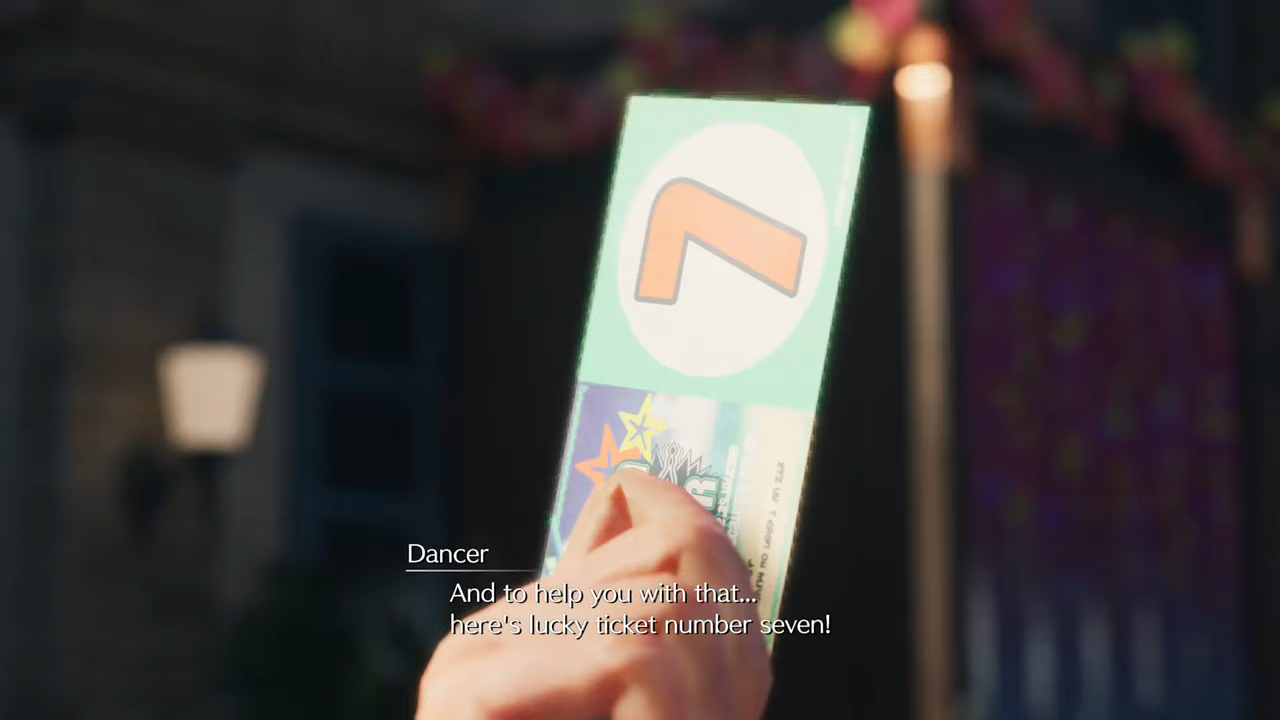 7
Dancer
And to help you with that...
here's lucky ticket number seven!